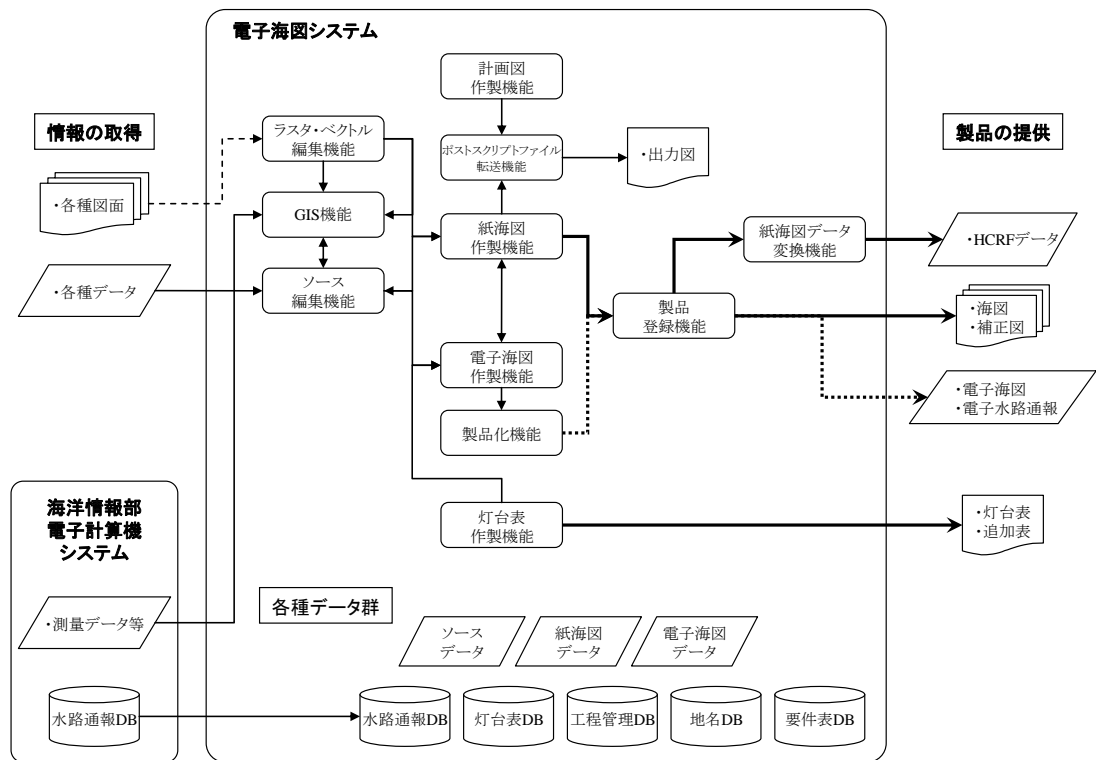 電子海図システム
計画図
作製機能
情報の取得
ラスタ・ベクトル
編集機能
ポストスクリプトファイル
転送機能
・出力図
製品の提供
・各種図面
GIS機能
紙海図
作製機能
紙海図データ
変換機能
・HCRFデータ
・各種データ
ソース
編集機能
製品
登録機能
・海図
・補正図
電子海図
作製機能
・電子海図
・電子水路通報
製品化機能
海洋情報部
電子計算機
システム
灯台表
作製機能
・灯台表
・追加表
各種データ群
・測量データ等
ソース
データ
紙海図
データ
電子海図
データ
水路通報DB
水路通報DB
灯台表DB
工程管理DB
地名DB
要件表DB